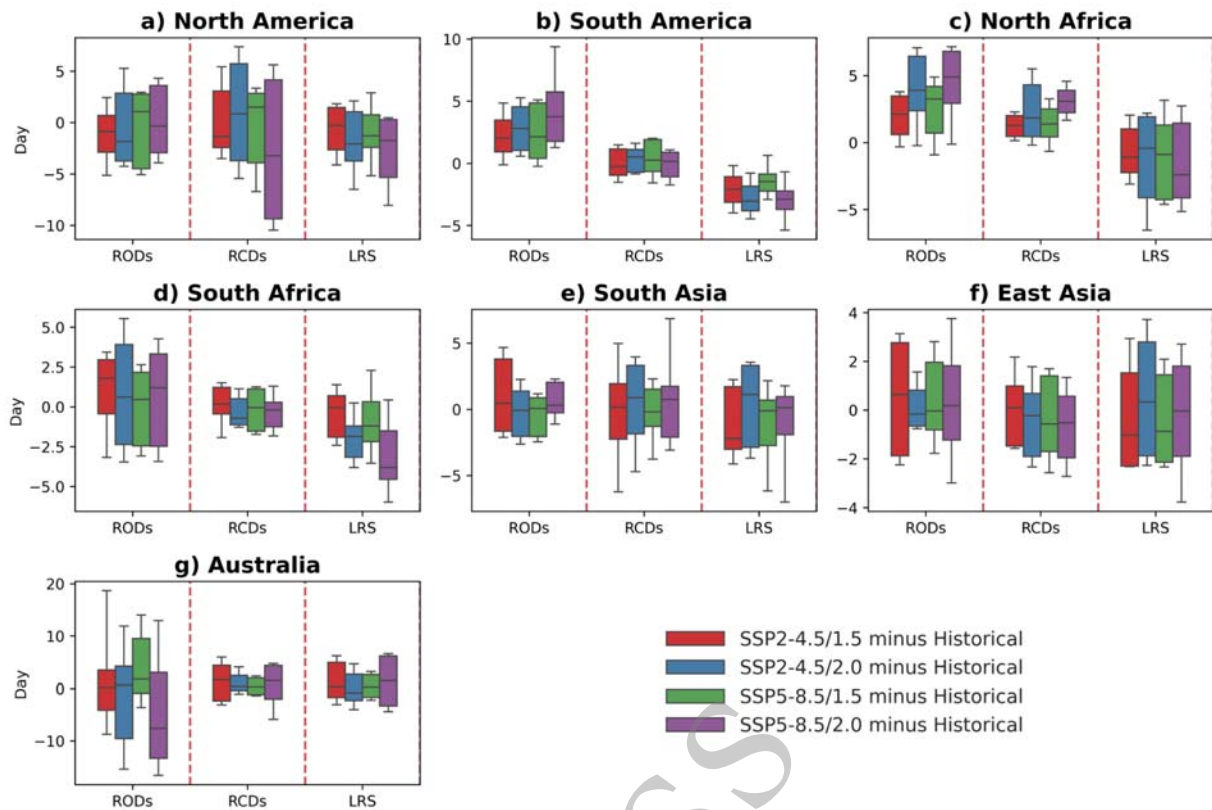 a) North America
b) South America
c) North Africa
Day
5
0
−5
−10
RODs RCDs LRS
10
5
0
−5
RODs RCDs LRS
5
0
−5
RODs RCDs LRS
d) South Africa
e) South Asia
f) East Asia
Day
5.0
2.5
0.0
−2.5
−5.0
RODs RCDs LRS
5
0
−5
RODs RCDs LRS
4
2
0
−2
−4
RODs RCDs LRS
g) Australia
Day
20
10
0
−10
RODs RCDs LRS
SSP2-4.5/1.5 minus Historical
SSP2-4.5/2.0 minus Historical
SSP5-8.5/1.5 minus Historical
SSP5-8.5/2.0 minus Historical